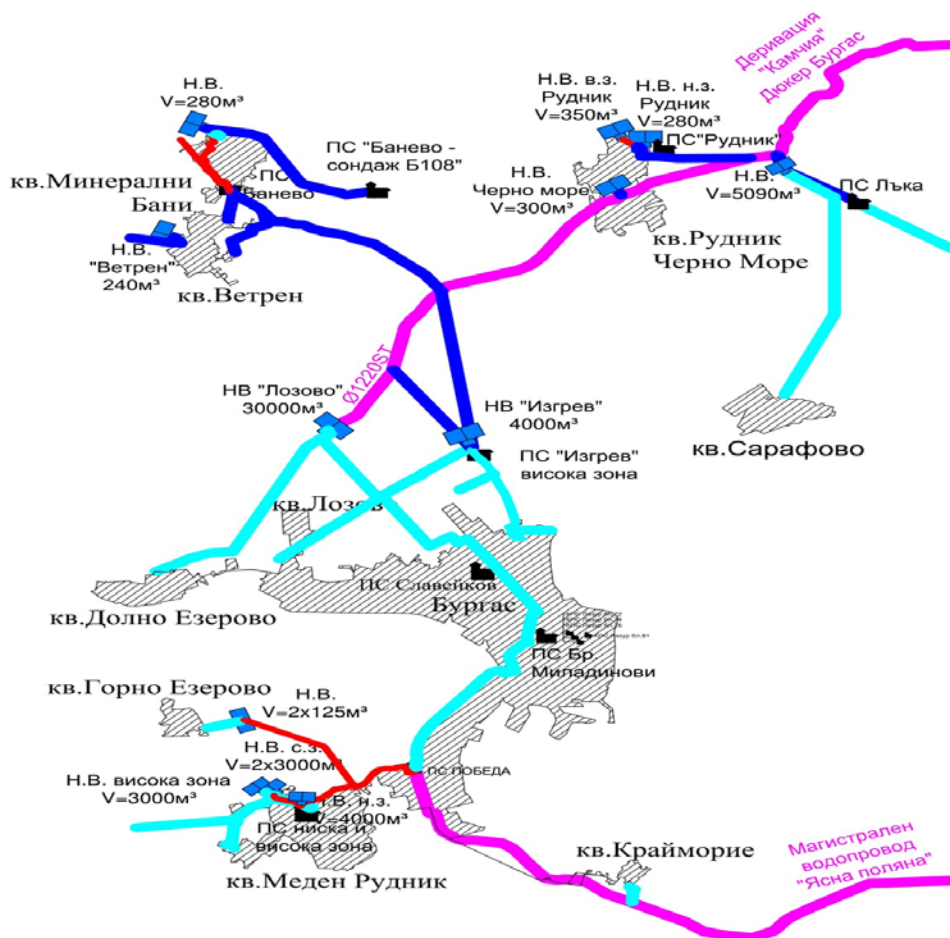 Деривация
"Камчия"
Дюкер Бургас
Н.В.
V=280м³
Н.В. в.з.
Рудник
V=350м³
Н.В. н.з.
Рудник
V=280м³
ПС"Рудник"
ПС "Банево -
сондаж Б108"
кв.Минерални
Бани
ПС
Банево
Н.В.
Черно море
V=300м³
Н.В.
V=5090м³
ПС Лъка
кв.Рудник
Черно Море
Н.В.
"Ветрен"
240м³
кв.Ветрен
Ø1220ST
НВ "Лозово"
30000м³
НВ "Изгрев"
4000м³
ПС "Изгрев"
висока зона
кв.Сарафово
кв.Лозов
ПС Славейков
Бургас
кв.Долно Езерово
ПС Бр
Миладинови
кв.Горно Езерово
Н.В.
V=2x125м³
Н.В. с.з.
V=2x3000м³
Н.В. висока зона
V=3000м³
ПС ПОБЕДА
.В. н.з.
V=4000м³
ПС ниска и
висока зона
кв.Меден Рудник
кв.Крайморие
Магистрален
водопровод
"Ясна поляна"